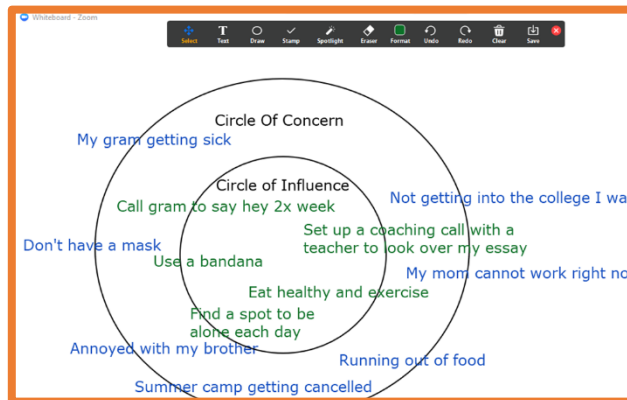 Whiteboard - Zoom
Select Text Draw Stamp Spotlight Eraser Format Undo Redo Clear Save
Circle Of Concern
My gram getting sick
Circle of Influence
Not getting into the college I wa
Call gram to say hey 2x week
Set up a coaching call with a
teacher to look over my essay
Don't have a mask
Use a bandana
My mom cannot work right no
Eat healthy and exercise
Find a spot to be
alone each day
Annoyed with my brother
Running out of food
Summer camp getting cancelled